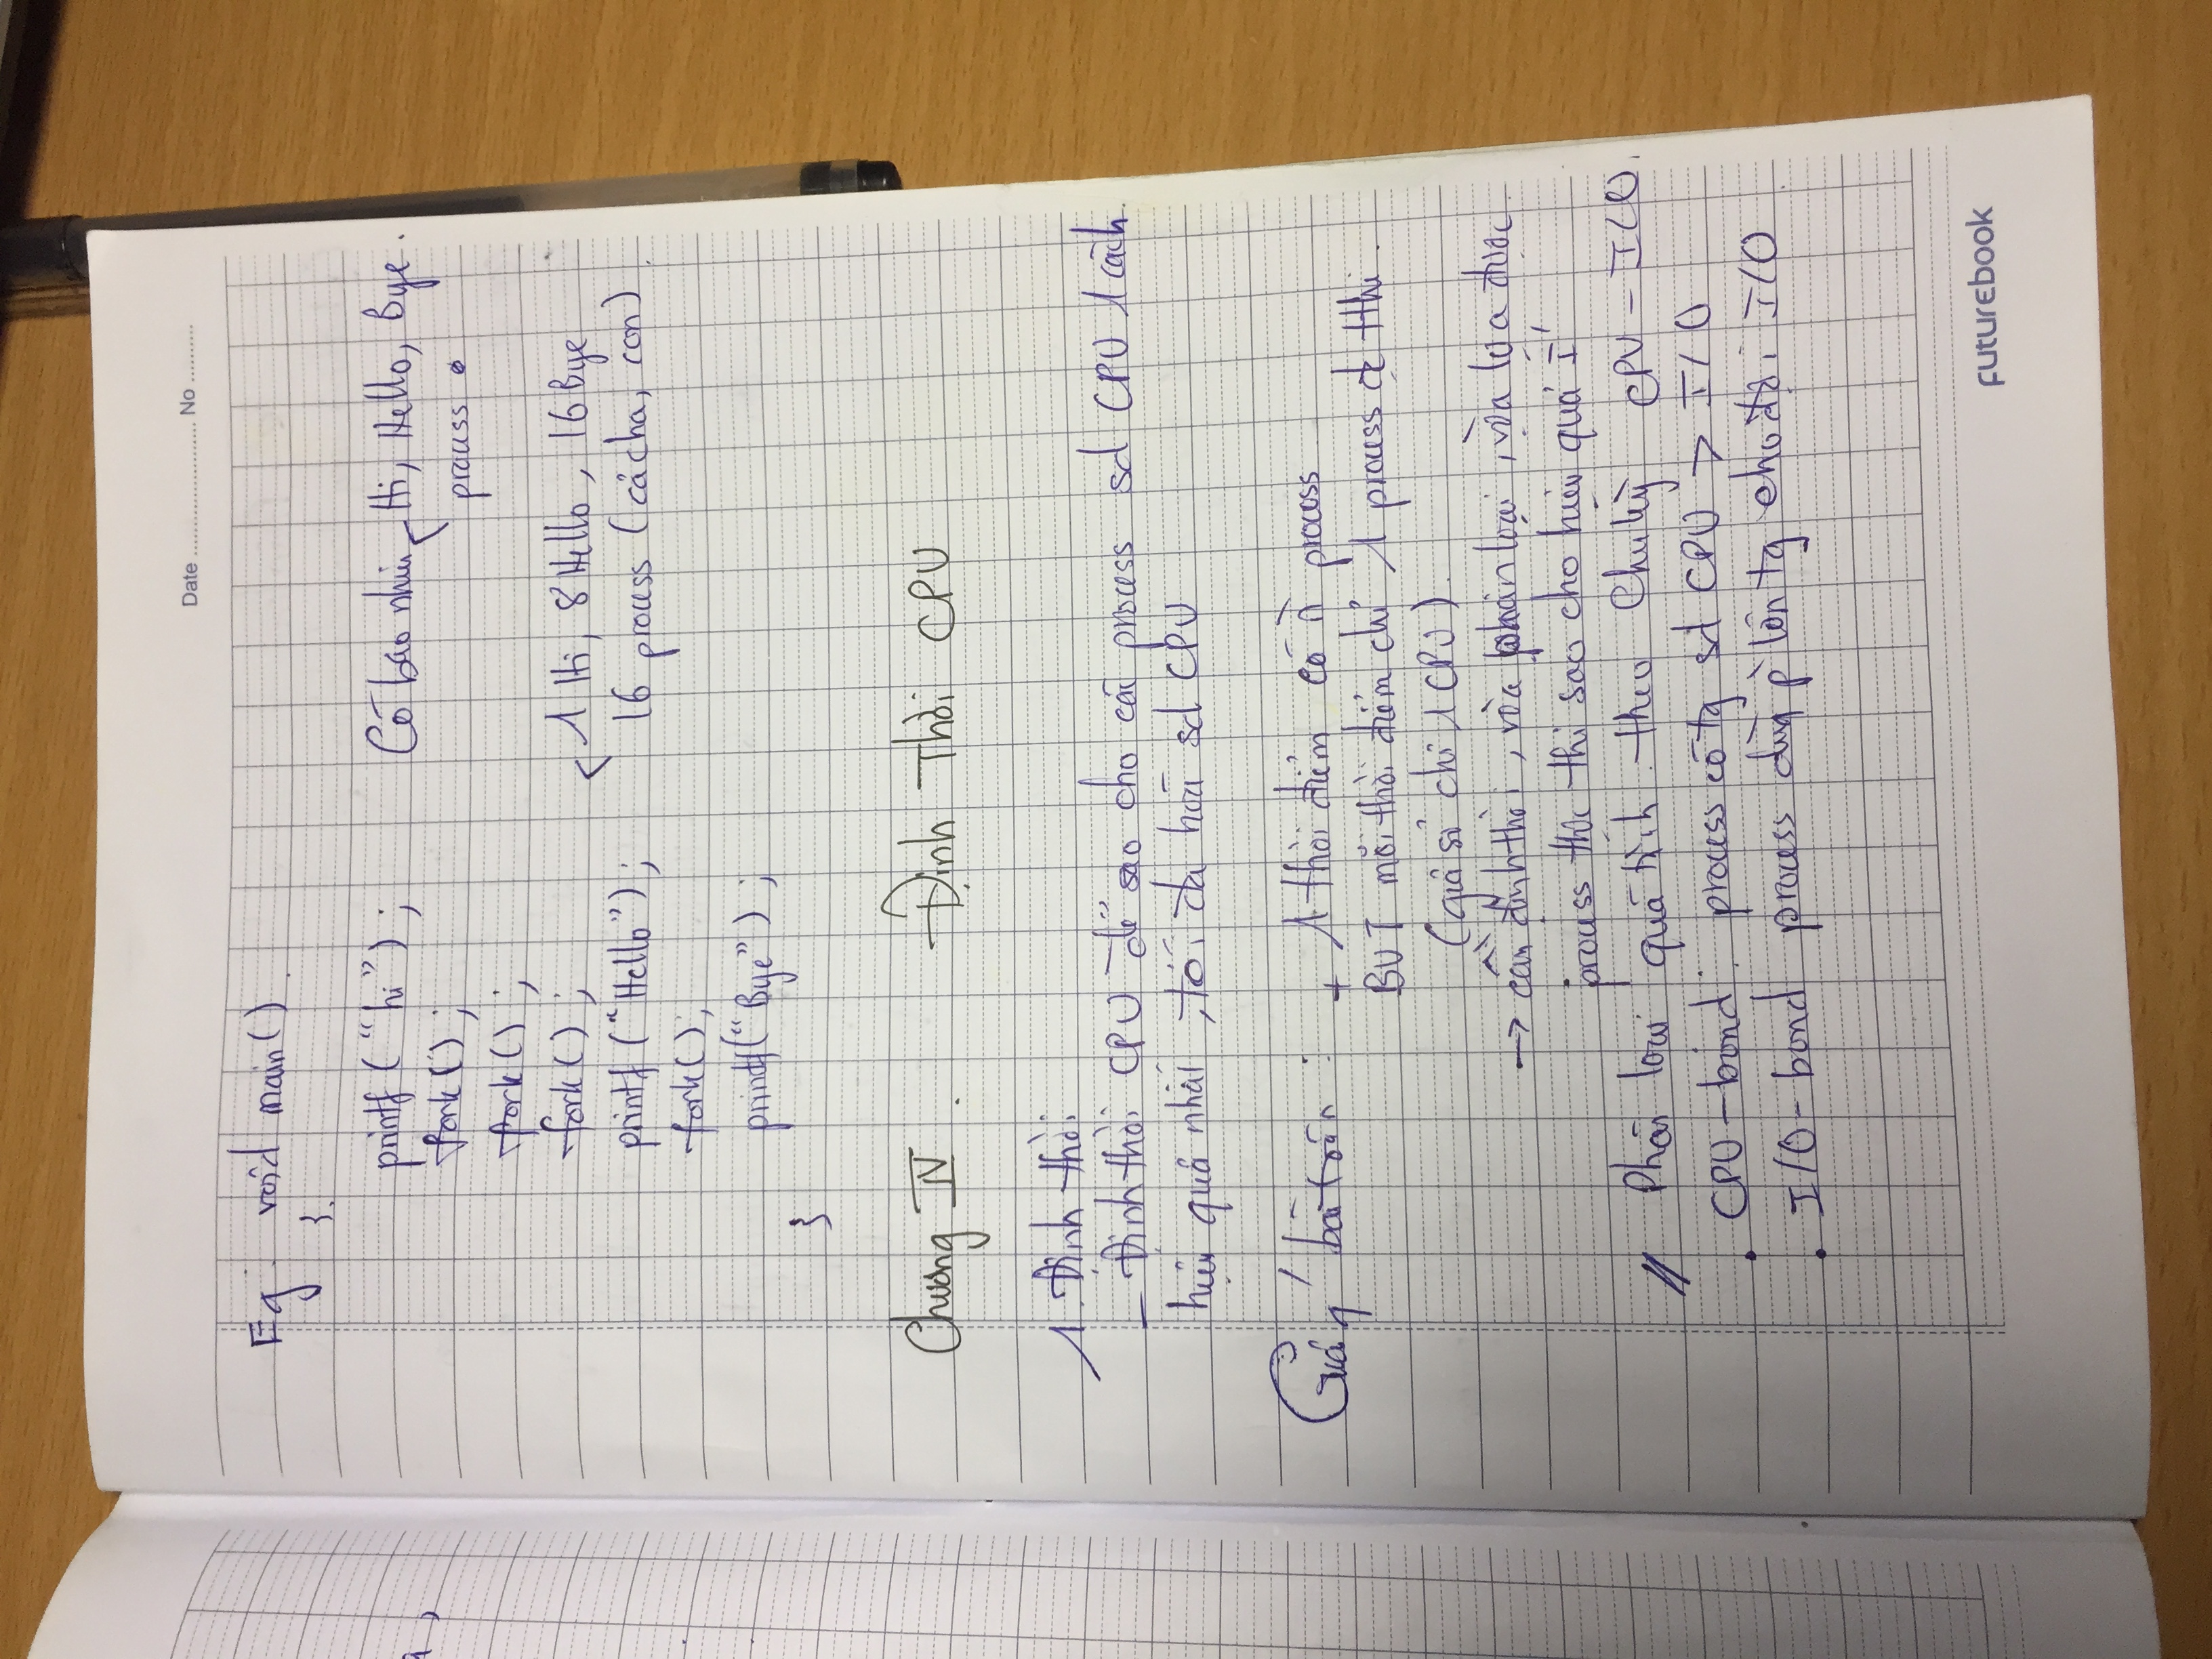 Date ........................ No ..........
Eg void main()
}.
printf ("hi") ; Có bao nhiêu < Hi, Hello, Bye.
fork() ; process
fork() ;
fork() ; < 1 Hi, 8 Hello, 16 Bye
printf ("Hello") ; 16 process (cả cha, con)
fork();
printf("Bye") ;
}
Chương IV. Định Thời CPU
1. Định thời
- Định thời CPU để sao cho các process sd CPU 1 cách
hiệu quả nhất, tối đa hoá sd CPU
bài toán : + 1 thời điểm có n̄ process
BUT mỗi thời điểm chỉ 1 process đc tthi.
(giả sử chỉ 1 CPU).
→ cần định thời, vừa phân loại, vừa lựa được
process thực thi sao cho hiệu quả I'
// Phân loại quá trình theo Chu kỳ CPU - I/O.
. CPU-bond: process có tg sd CPU > I/O
. I/O-bond process dùng p̀ lớn tg chờ đợi I/O
FUTUREBOOK